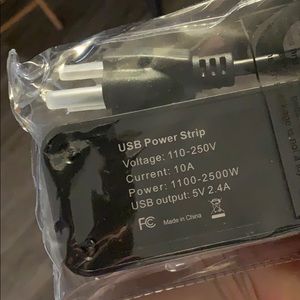 USB Power Strip
Voltage: 110-250V
Current: 10A
Power: 1100-2500W
USB output: 5V 2.4A
FC Made in China